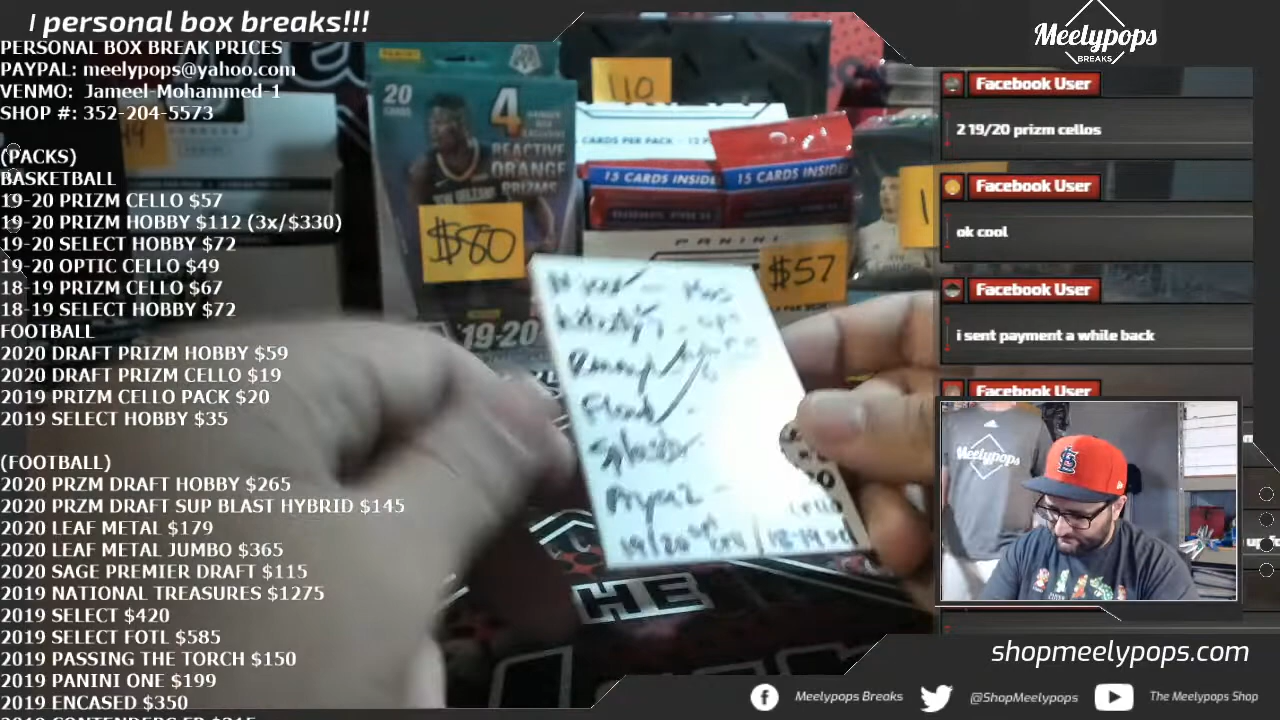 I personal box breaks!!!
PERSONAL BOX BREAK PRICES
PAYPAL: meelypops@yahoo.com
VENMO: Jameel-Mohammed-1
SHOP #: 352-204-5573
(PACKS)
BASKETBALL
19-20 PRIZM CELLO $57
19-20 PRIZM HOBBY $112 (3x/$330)
19-20 SELECT HOBBY $72
19-20 OPTIC CELLO $49
18-19 PRIZM CELLO $67
18-19 SELECT HOBBY $72
FOOTBALL
2020 DRAFT PRIZM HOBBY $59
2020 DRAFT PRIZM CELLO $19
2019 PRIZM CELLO PACK $20
2019 SELECT HOBBY $35
(FOOTBALL)
2020 PRZM DRAFT HOBBY $265
2020 PRZM DRAFT SUP BLAST HYBRID $145
2020 LEAF METAL $179
2020 LEAF METAL JUMBO $365
2020 SAGE PREMIER DRAFT $115
2019 NATIONAL TREASURES $1275
2019 SELECT $420
2019 SELECT FOTL $585
2019 PASSING THE TORCH $150
2019 PANINI ONE $199
2019 ENCASED $350
110
20
4
REACTIVE
ORANGE
PRIZMS
$80
19-20
CARDS PER PACK
15 CARDS INSIDE
15 CARDS INSIDE
PANINI
$57
THE
Meelypops
BREAKS
Facebook User
2 19/20 prizm cellos
Facebook User
ok cool
Facebook User
i sent payment a while back
Facebook User
Meelypops
shopmeelypops.com
Meelypops Breaks
@ShopMeelypops
The Meelypops Shop